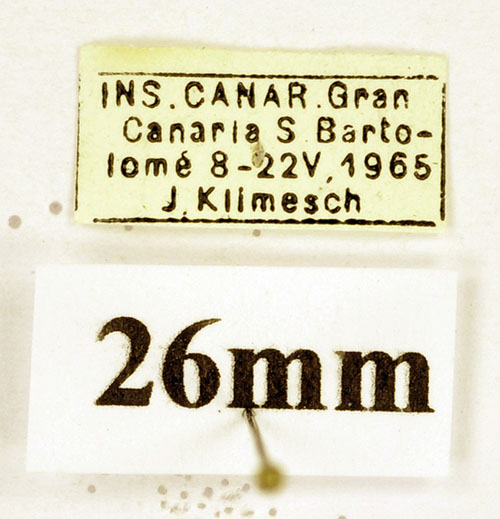 INS. CANAR. Gran
Canaria S. Barto-
lomé 8-22V, 1965
J. Klimesch
26mm